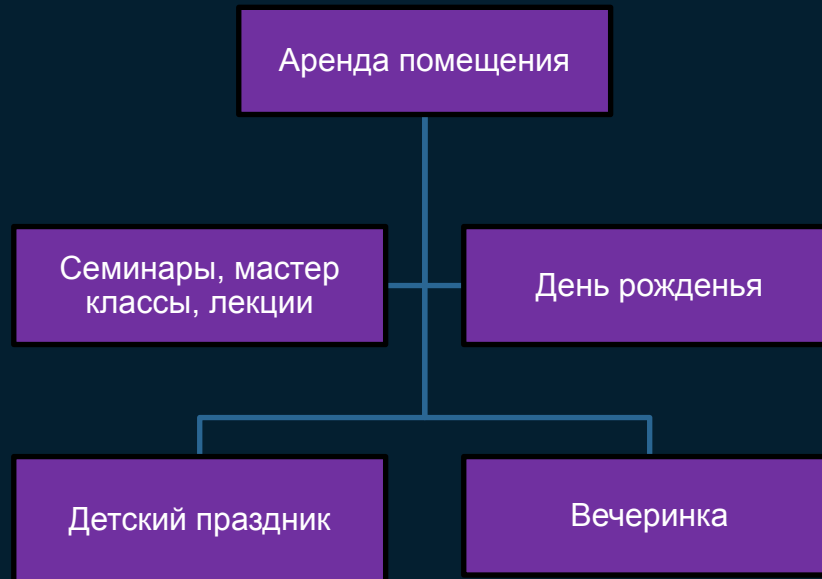 Аренда помещения
Семинары, мастер
классы, лекции
День рожденья
Детский праздник
Вечеринка